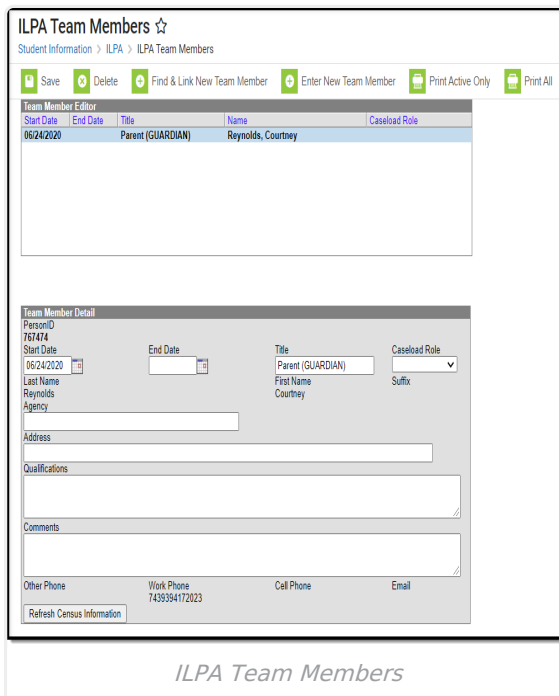 ILPA Team Members ☆
Student Information > ILPA > ILPA Team Members
Save Delete Find & Link New Team Member Enter New Team Member Print Active Only Print All
Team Member Editor
Start Date End Date Title Name Caseload Role
06/24/2020 Parent (GUARDIAN) Reynolds, Courtney
Team Member Detail
PersonID
767474
Start Date End Date Title Caseload Role
06/24/2020 Parent (GUARDIAN)
Last Name First Name Suffix
Reynolds Courtney
Agency
Address
Qualifications
Comments
Other Phone Work Phone Cell Phone Email
7439394172023
Refresh Census Information
ILPA Team Members